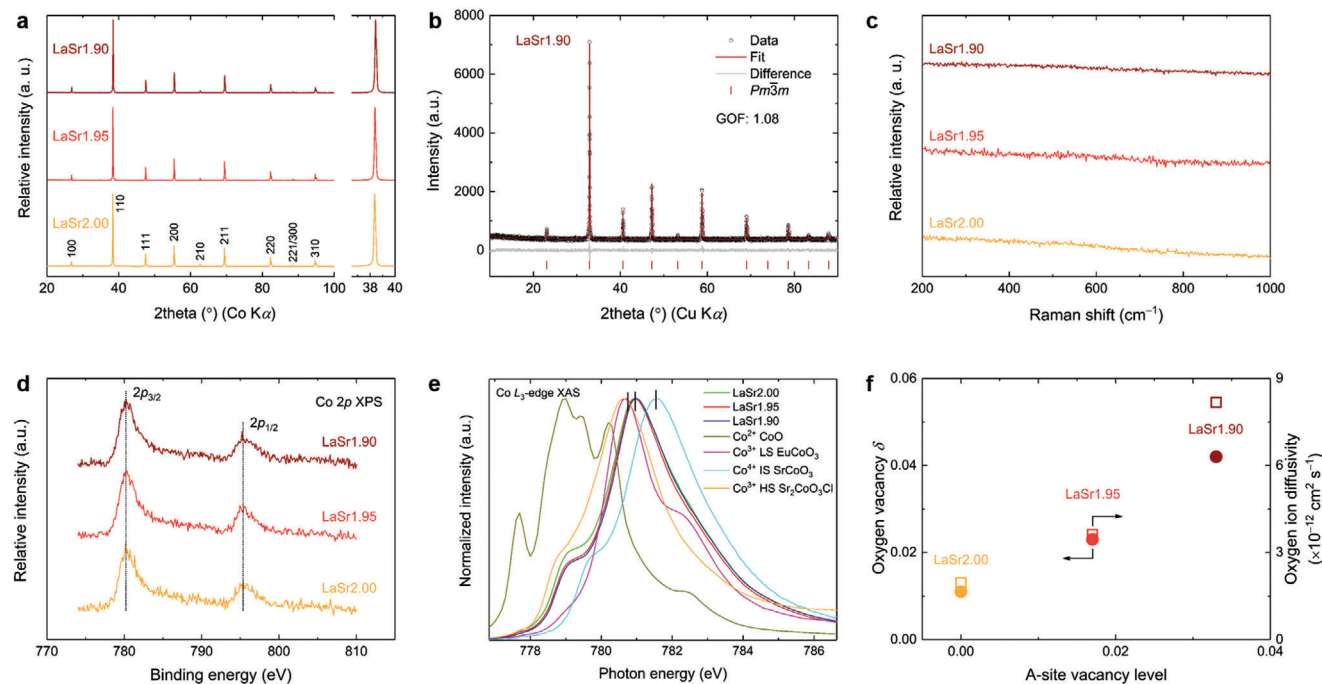 a
LaSr1.90
LaSr1.95
LaSr2.00
100
110
111
200
210
211
220
221/300
310
20 40 60 80 100 38 40
2theta (°) (Co Kα)
Relative intensity (a. u.)
b
LaSr1.90
Data
Fit
Difference
Pm3̅m
GOF: 1.08
8000
6000
4000
2000
0
20 40 60 80
2theta (°) (Cu Kα)
Intensity (a.u.)
c
LaSr1.90
LaSr1.95
LaSr2.00
200 400 600 800 1000
Raman shift (cm⁻¹)
Relative intensity (a. u.)
d
2p3/2
2p1/2
Co 2p XPS
LaSr1.90
LaSr1.95
LaSr2.00
770 780 790 800 810
Binding energy (eV)
Relative intensity (a.u.)
e
Co L3-edge XAS
LaSr2.00
LaSr1.95
LaSr1.90
Co²⁺ CoO
Co³⁺ LS EuCoO₃
Co⁴⁺ IS SrCoO₃
Co³⁺ HS Sr₂CoO₃Cl
778 780 782 784 786
Photon energy (eV)
Normalized intensity (a.u.)
f
0.06
0.04
0.02
0.00
Oxygen vacancy δ
LaSr2.00
LaSr1.95
LaSr1.90
9
6
3
0
Oxygen ion diffusivity
(×10⁻¹² cm² s⁻¹)
0.00 0.02 0.04
A-site vacancy level